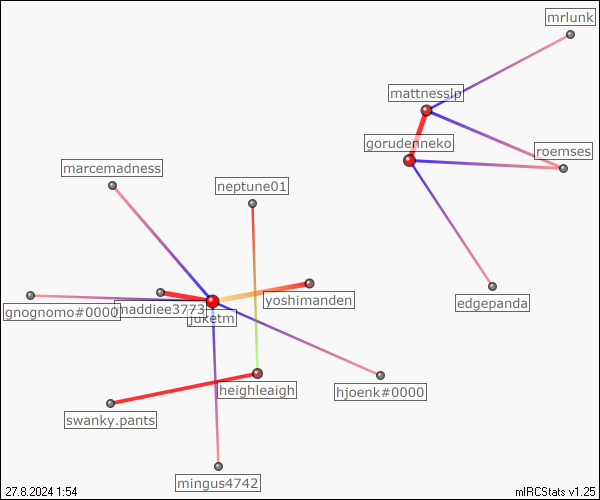 mrlunk
mattnesslp
gorudenneko
roemses
marcemadness
neptune01
yoshimanden
edgepanda
maddiee3773
gnognomo#0000
juketm
heighleaigh
hjoenk#0000
swanky.pants
mingus4742
27.8.2024 1:54
mIRCStats v1.25